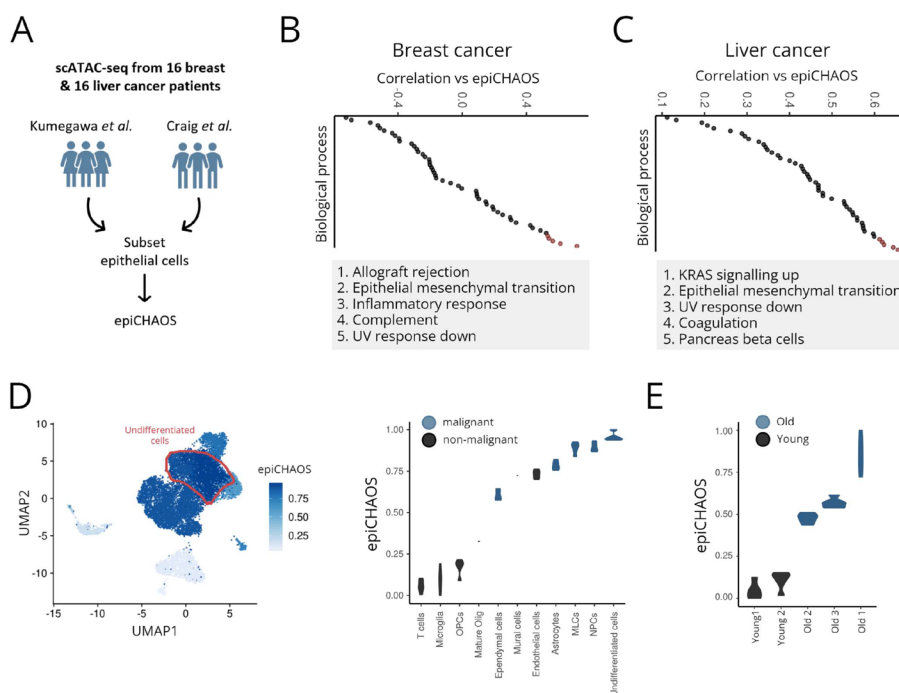 A
scATAC-seq from 16 breast
& 16 liver cancer patients
Kumegawa et al.
Craig et al.
Subset
epithelial cells
epiCHAOS
B
Breast cancer
Correlation vs epiCHAOS
-0.4
0.0
0.4
Biological process
1. Allograft rejection
2. Epithelial mesenchymal transition
3. Inflammatory response
4. Complement
5. UV response down
C
Liver cancer
Correlation vs epiCHAOS
0.1
0.2
0.3
0.4
0.5
0.6
Biological process
1. KRAS signalling up
2. Epithelial mesenchymal transition
3. UV response down
4. Coagulation
5. Pancreas beta cells
D
Undifferentiated
cells
10
5
0
-5
-10
UMAP2
-15
-10
-5
0
5
UMAP1
epiCHAOS
0.75
0.50
0.25
malignant
non-malignant
1.00
0.75
0.50
0.25
0.00
epiCHAOS
T cells
Microglia
OPCs
Mature Olig
Ependymal cells
Mural cells
Endothelial cells
Astrocytes
MLCs
NPCs
Undifferentiated cells
E
Old
Young
1.00
0.75
0.50
0.25
0.00
epiCHAOS
Young 1
Young 2
Old 2
Old 3
Old 1